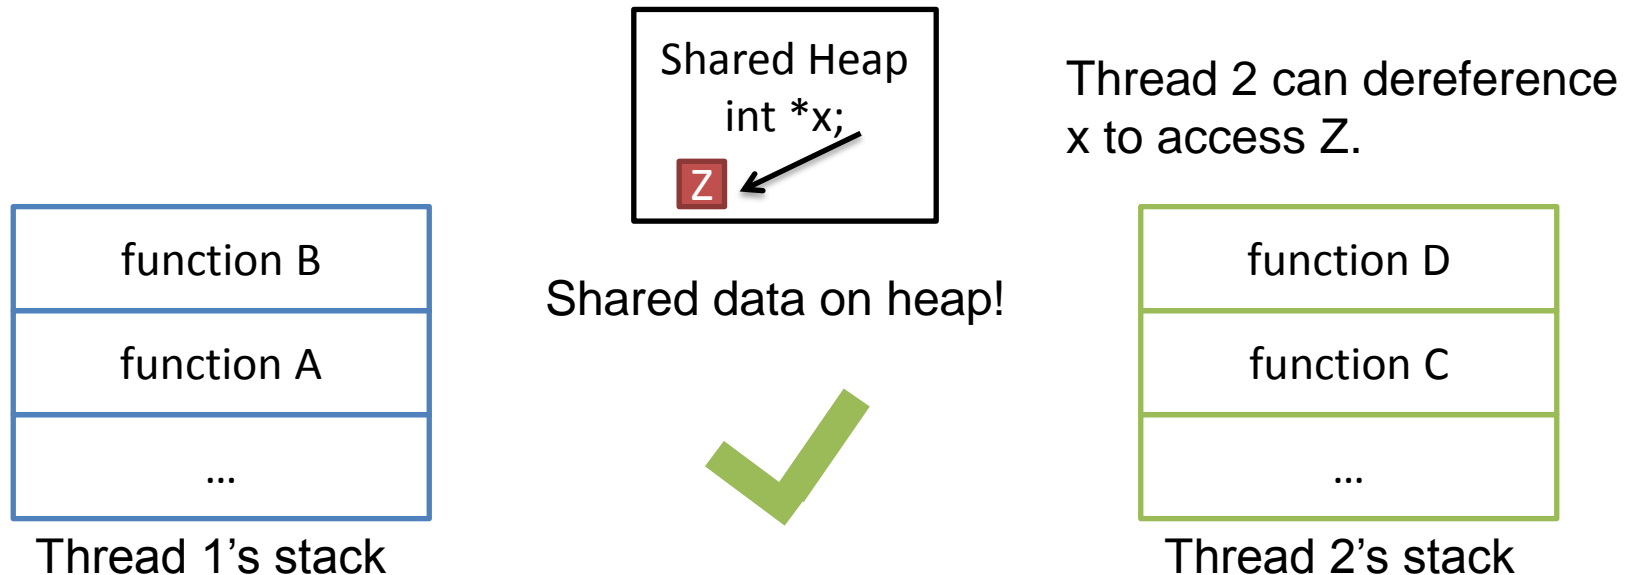 Shared Heap
int *x;
Z
Thread 2 can dereference
x to access Z.
function B
function A
...
Thread 1’s stack
Shared data on heap!
function D
function C
...
Thread 2’s stack